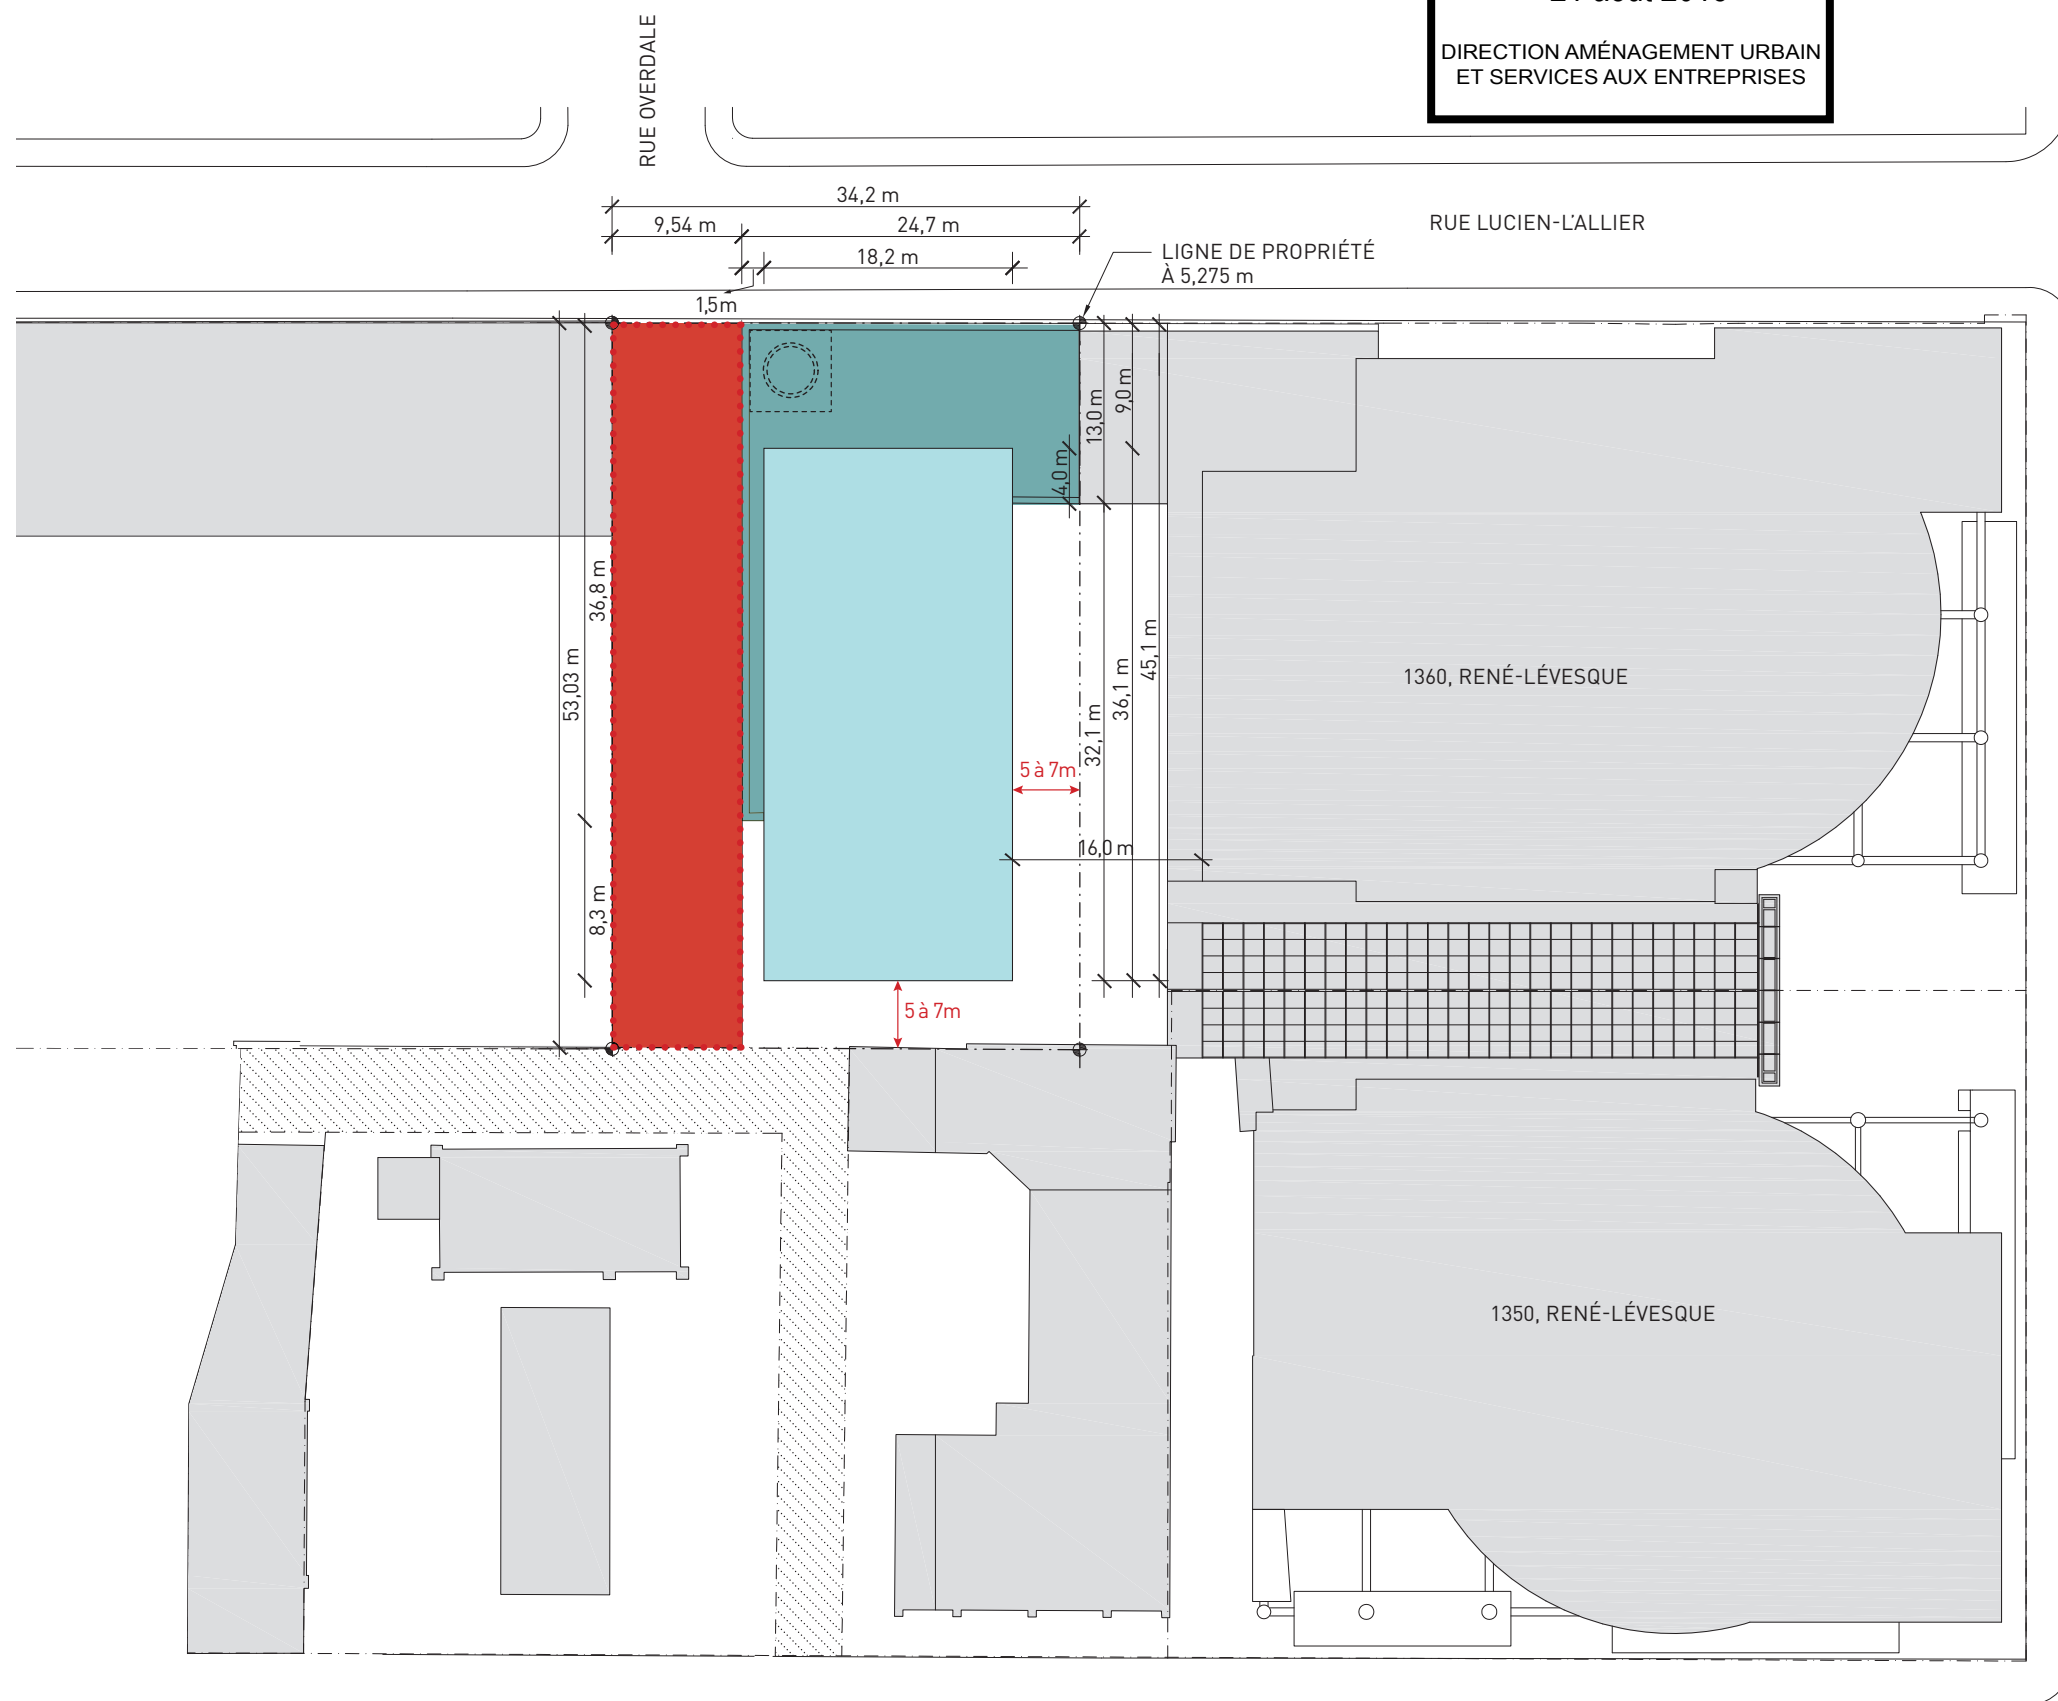 DIRECTION AMÉNAGEMENT URBAIN
ET SERVICES AUX ENTREPRISES
RUE OVERDALE
34,2 m
9,54 m
24,7 m
18,2 m
1,5m
RUE LUCIEN-L'ALLIER
LIGNE DE PROPRIÉTÉ
À 5,275 m
9,0 m
13,0 m
4,0 m
36,8 m
53,03 m
45,1 m
36,1 m
32,1 m
1360, RENÉ-LÉVESQUE
5 à 7m
16,0 m
8,3 m
5 à 7m
1350, RENÉ-LÉVESQUE